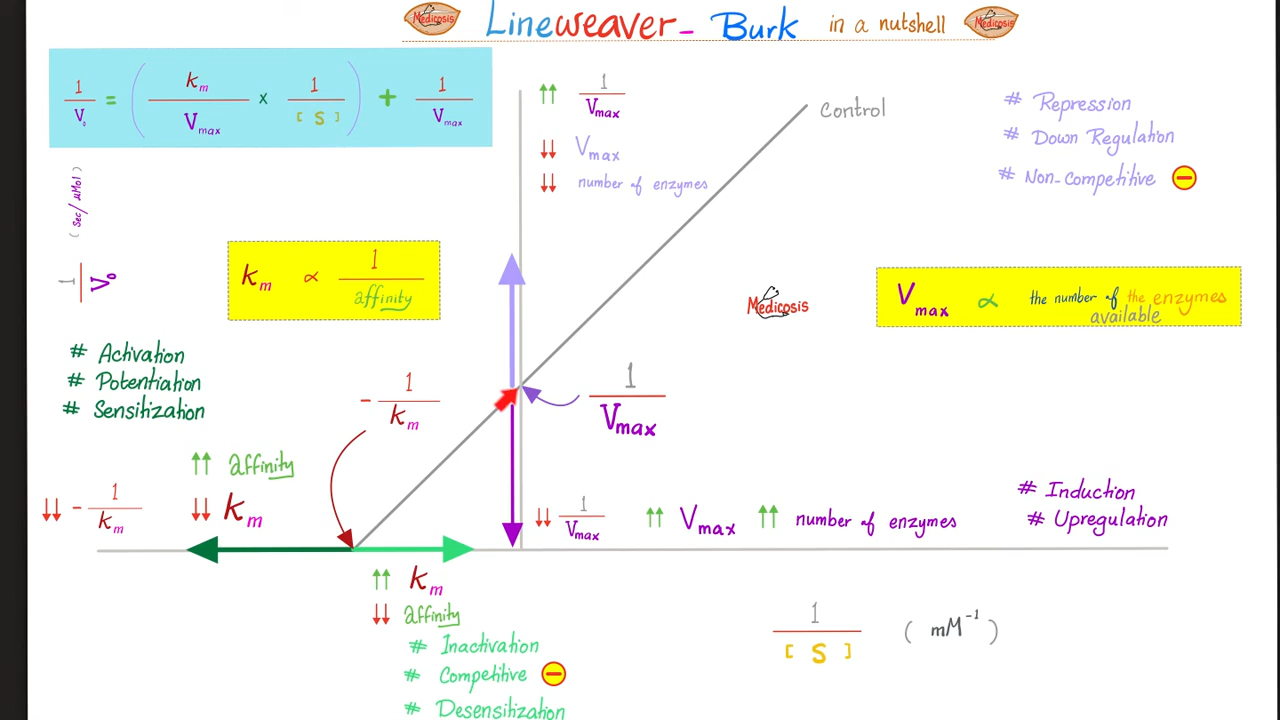 Medicosis Lineweaver - Burk in a nutshell Medicosis
1/V₀ = (km/Vmax × 1/[S]) + 1/Vmax
↑↑ 1/Vmax
↓↓ Vmax
↓↓ number of enzymes
Control
# Repression
# Down Regulation
# Non-Competitive −
1/V₀ (Sec/μMol)
km ∝ 1/affinity
Medicosis
Vmax ∝ the number of the enzymes available
# Activation
# Potentiation
# Sensitization
− 1/km
1/Vmax
↑↑ affinity
↓↓ − 1/km ↓↓ km
↓↓ 1/Vmax ↑↑ Vmax ↑↑ number of enzymes
# Induction
# Upregulation
↑↑ km
↓↓ affinity
# Inactivation
# Competitive −
# Desensitization
1/[S] (mM⁻¹)